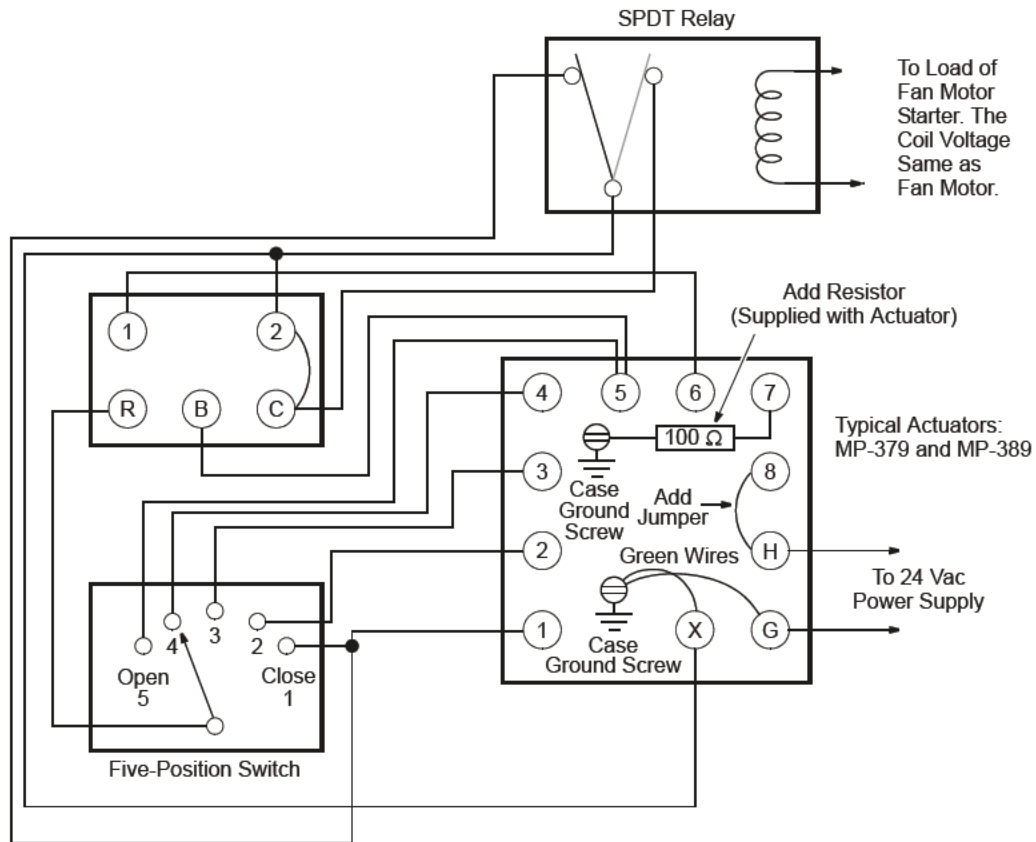 SPDT Relay
To Load of
Fan Motor
Starter. The
Coil Voltage
Same as
Fan Motor.
1
2
R
B
C
Add Resistor
(Supplied with Actuator)
4
5
6
7
100 Ω
Typical Actuators:
MP-379 and MP-389
3
Case
Ground
Screw
Add
Jumper
8
2
Green Wires
H
To 24 Vac
Power Supply
1
Case
Ground Screw
X
G
4
3
2
Open
5
Close
1
Five-Position Switch